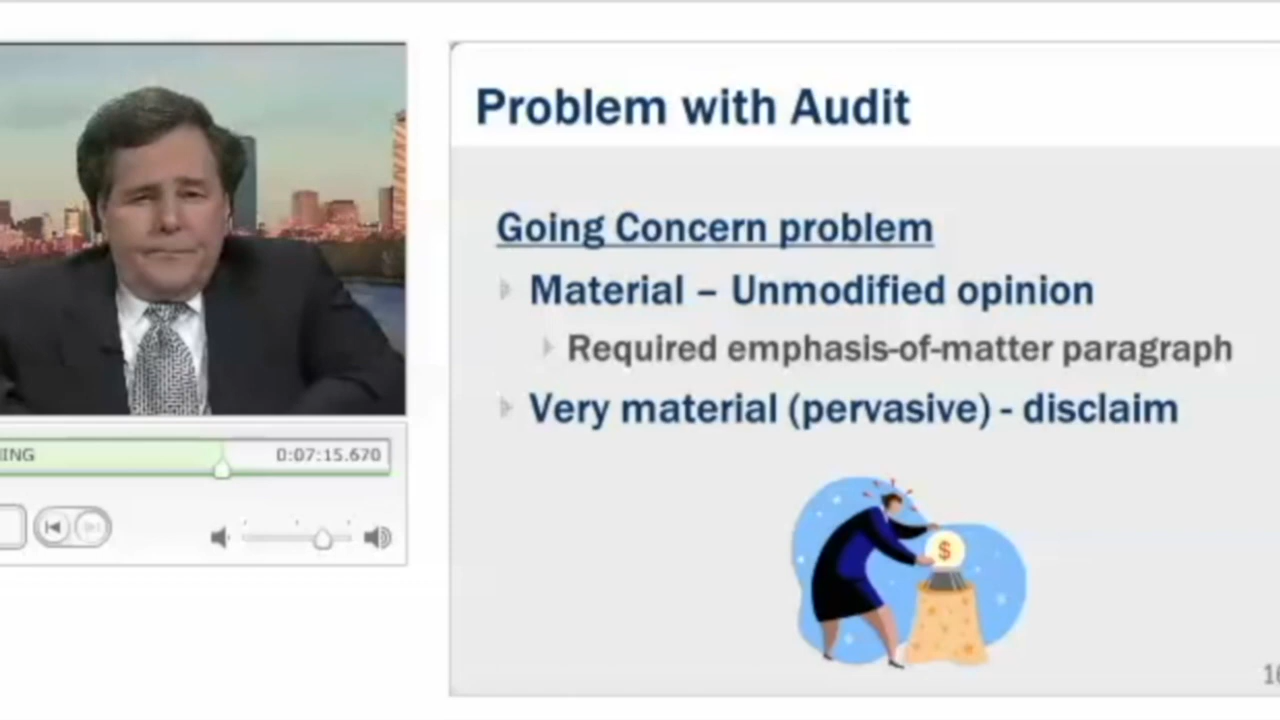 Problem with Audit
Going Concern problem
Material – Unmodified opinion
Required emphasis-of-matter paragraph
Very material (pervasive) - disclaim
ING
0:07:15.670
$
16